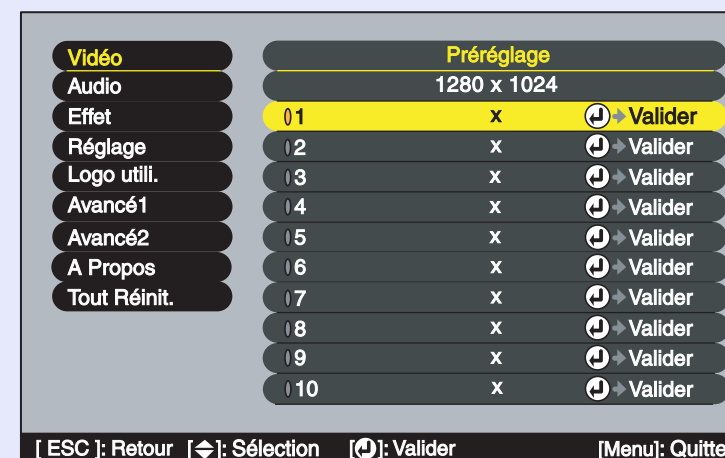 Vidéo
Audio
Effet
Réglage
Logo utili.
Avancé1
Avancé2
A Propos
Tout Réinit.
Préréglage
1280 x 1024
1 x Valider
2 x Valider
3 x Valider
4 x Valider
5 x Valider
6 x Valider
7 x Valider
8 x Valider
9 x Valider
10 x Valider
[ ESC ]: Retour [ ]: Sélection [ ]: Valider [Menu]: Quitte